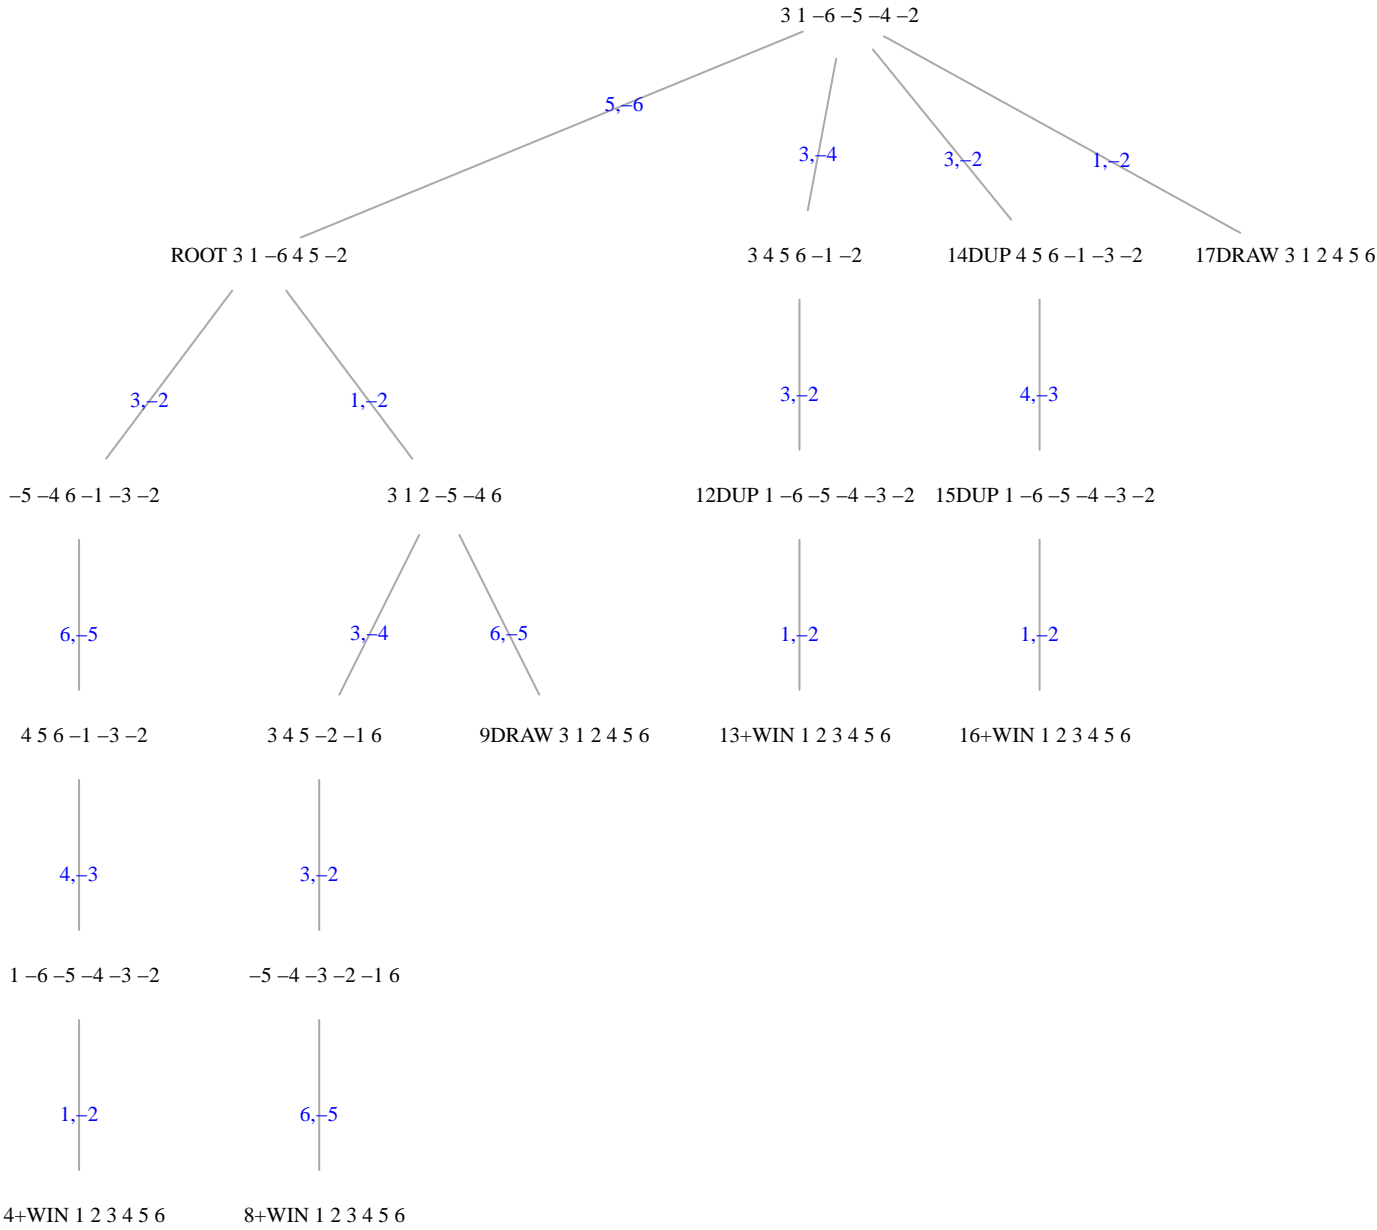 3 1 –6 –5 –4 –2
5,–6
3,–4
3,–2
1,–2
ROOT 3 1 –6 4 5 –2
3 4 5 6 –1 –2
14DUP 4 5 6 –1 –3 –2
17DRAW 3 1 2 4 5 6
3,–2
1,–2
3,–2
4,–3
–5 –4 6 –1 –3 –2
3 1 2 –5 –4 6
12DUP 1 –6 –5 –4 –3 –2
15DUP 1 –6 –5 –4 –3 –2
6,–5
3,–4
6,–5
1,–2
1,–2
4 5 6 –1 –3 –2
3 4 5 –2 –1 6
9DRAW 3 1 2 4 5 6
13+WIN 1 2 3 4 5 6
16+WIN 1 2 3 4 5 6
4,–3
3,–2
1 –6 –5 –4 –3 –2
–5 –4 –3 –2 –1 6
1,–2
6,–5
4+WIN 1 2 3 4 5 6
8+WIN 1 2 3 4 5 6